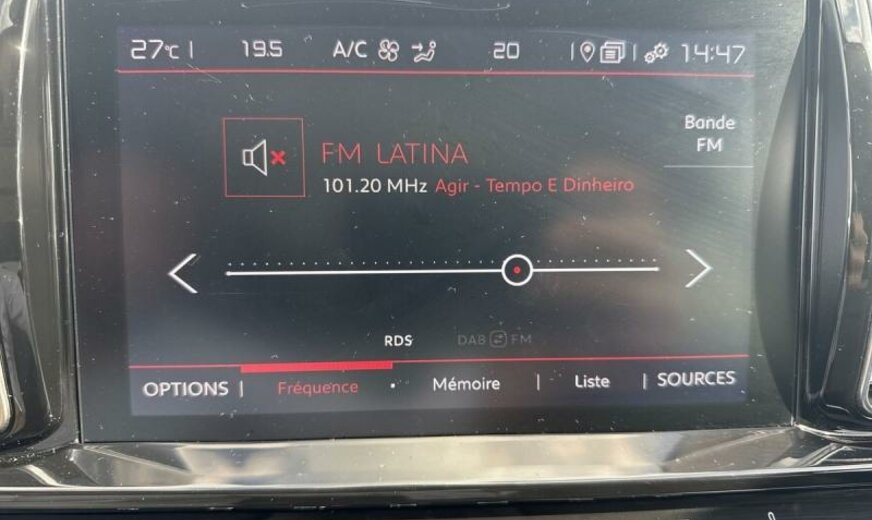 27°C | 19.5 A/C 20 | | 14:47
Bande
FM
FM LATINA
101.20 MHz Agir - Tempo E Dinheiro
RDS DAB FM
OPTIONS | Fréquence • Mémoire | Liste | SOURCES